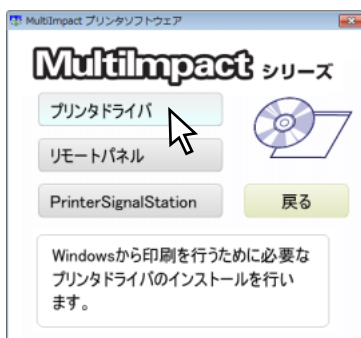 MultiImpact プリンタソフトウェア
MultiImpact シリーズ
プリンタドライバ
リモートパネル
PrinterSignalStation
戻る
Windowsから印刷を行うために必要な
プリンタドライバのインストールを行い
ます。